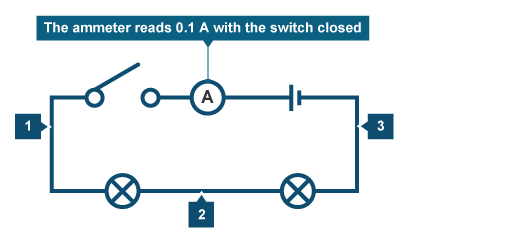 The ammeter reads 0.1 A with the switch closed
A
1
3
2